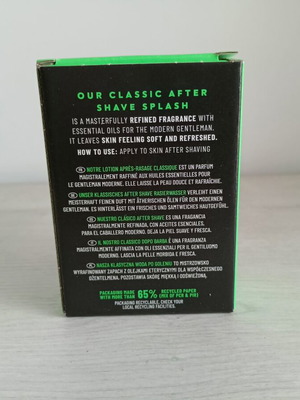 OUR CLASSIC AFTER
SHAVE SPLASH
IS A MASTERFULLY REFINED FRAGRANCE WITH
ESSENTIAL OILS FOR THE MODERN GENTLEMAN.
IT LEAVES SKIN FEELING SOFT AND REFRESHED.
HOW TO USE: APPLY TO SKIN AFTER SHAVING
NOTRE LOTION APRÈS-RASAGE CLASSIQUE EST UN PARFUM
MAGISTRALEMENT RAFFINÉ AUX HUILES ESSENTIELLES POUR
LE GENTLEMAN MODERNE. ELLE LAISSE LA PEAU DOUCE ET RAFRAÎCHIE.
UNSER KLASSISCHES AFTER SHAVE RASIERWASSER VERLEIHT EINEN
MEISTERHAFT FEINEN DUFT MIT ÄTHERISCHEN ÖLEN FÜR DEN MODERNEN
GENTLEMAN. ES HINTERLÄSST EIN FRISCHES UND SAMTWEICHES HAUTGEFÜHL.
NUESTRO CLÁSICO AFTER SHAVE ES UNA FRAGANCIA
MAGISTRALMENTE REFINADA, CON ACEITES ESENCIALES,
PARA EL CABALLERO MODERNO. DEJA LA PIEL SUAVE Y FRESCA.
IL NOSTRO CLASSICO DOPO BARBA È UNA FRAGRANZA
MAGISTRALMENTE AFFINATA CON OLI ESSENZIALI PER IL GENTILUOMO
MODERNO. LASCIA LA PELLE MORBIDA E FRESCA.
NASZA KLASYCZNA WODA PO GOLENIU TO MISTRZOWSKO
WYRAFINOWANY ZAPACH Z OLEJKAMI ETERYCZNYMI DLA WSPÓŁCZESNEGO
DŻENTELMENA. POZOSTAWIA SKÓRĘ MIĘKKĄ I ODŚWIEŻONĄ.
PACKAGING MADE WITH MORE THAN 65% RECYCLED PAPER (MIX OF PCR & PIR)
PACKAGING RECYCLABLE, CHECK YOUR
LOCAL RECYCLING FACILITIES.